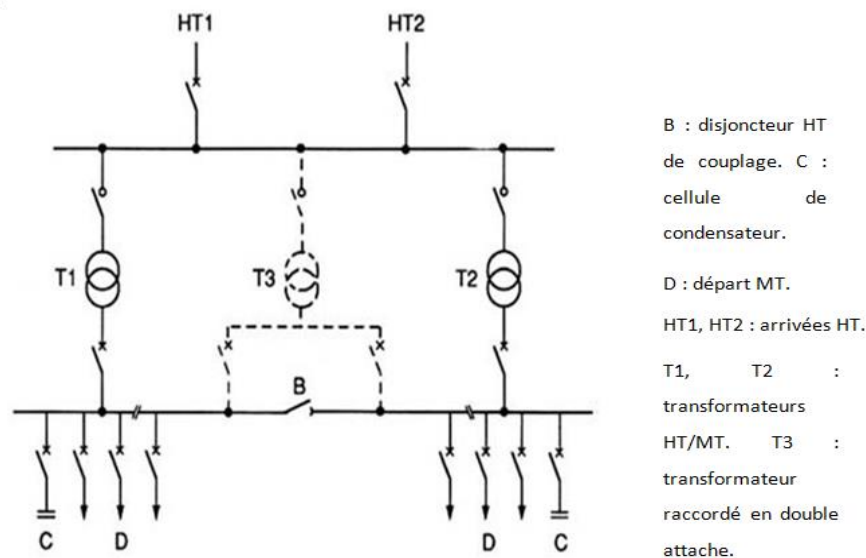 HT1
HT2
T1
T3
T2
B
C
D
D
C
B : disjoncteur HT
de couplage. C :
cellule de
condensateur.
D : départ MT.
HT1, HT2 : arrivées HT.
T1, T2 :
transformateurs
HT/MT. T3 :
transformateur
raccordé en double
attache.